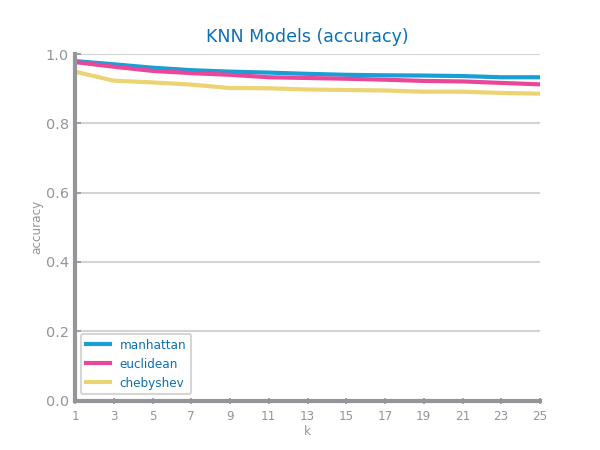 KNN Models (accuracy)
1.0
0.8
0.6
0.4
0.2
0.0
accuracy
manhattan
euclidean
chebyshev
1 3 5 7 9 11 13 15 17 19 21 23 25
k